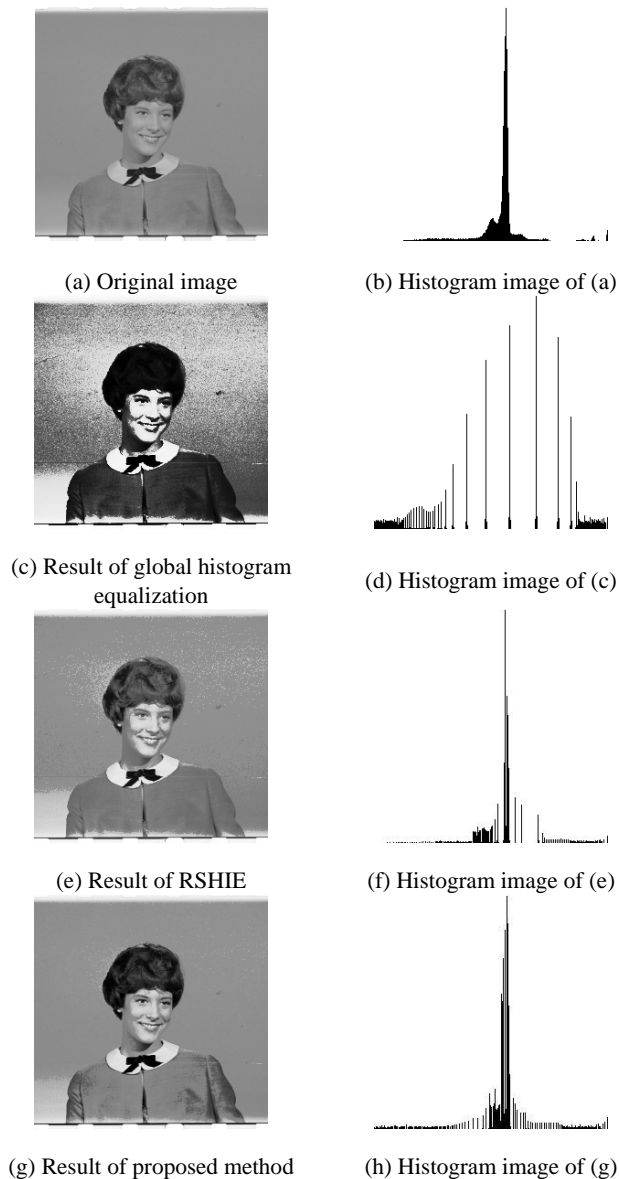 (a) Original image
(b) Histogram image of (a)
(c) Result of global histogram
equalization
(d) Histogram image of (c)
(e) Result of RSHIE
(f) Histogram image of (e)
(g) Result of proposed method
(h) Histogram image of (g)